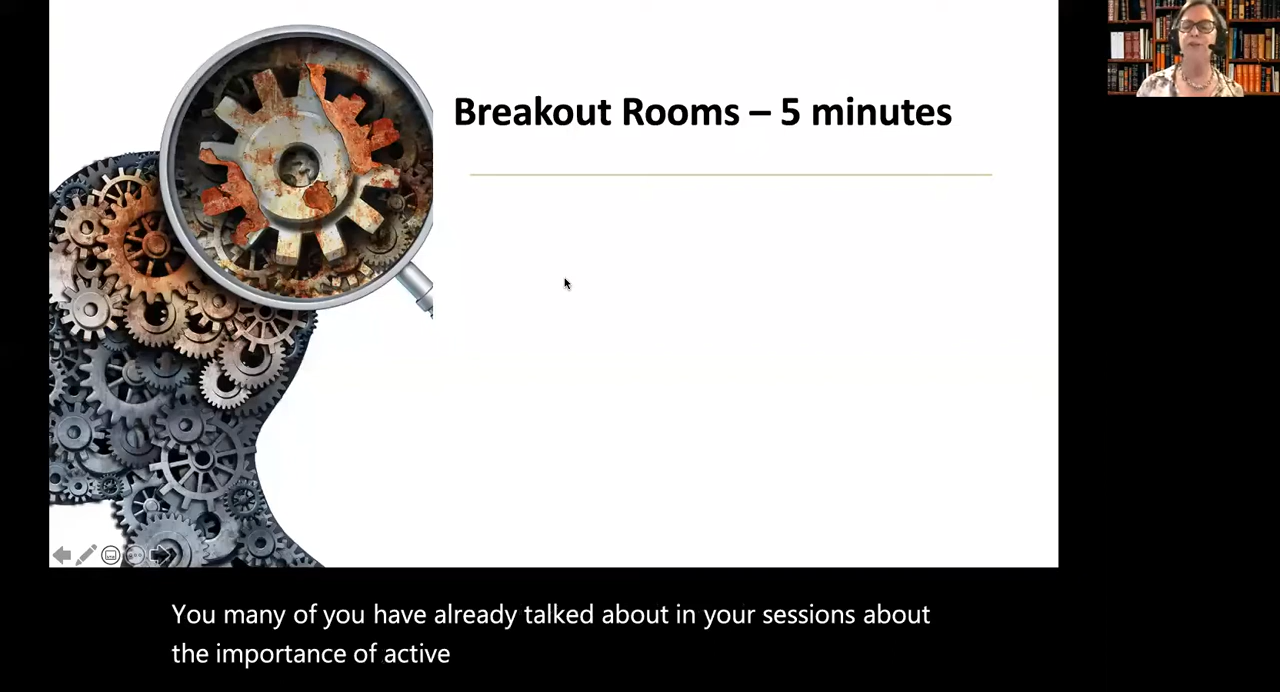 Breakout Rooms – 5 minutes
You many of you have already talked about in your sessions about
the importance of active